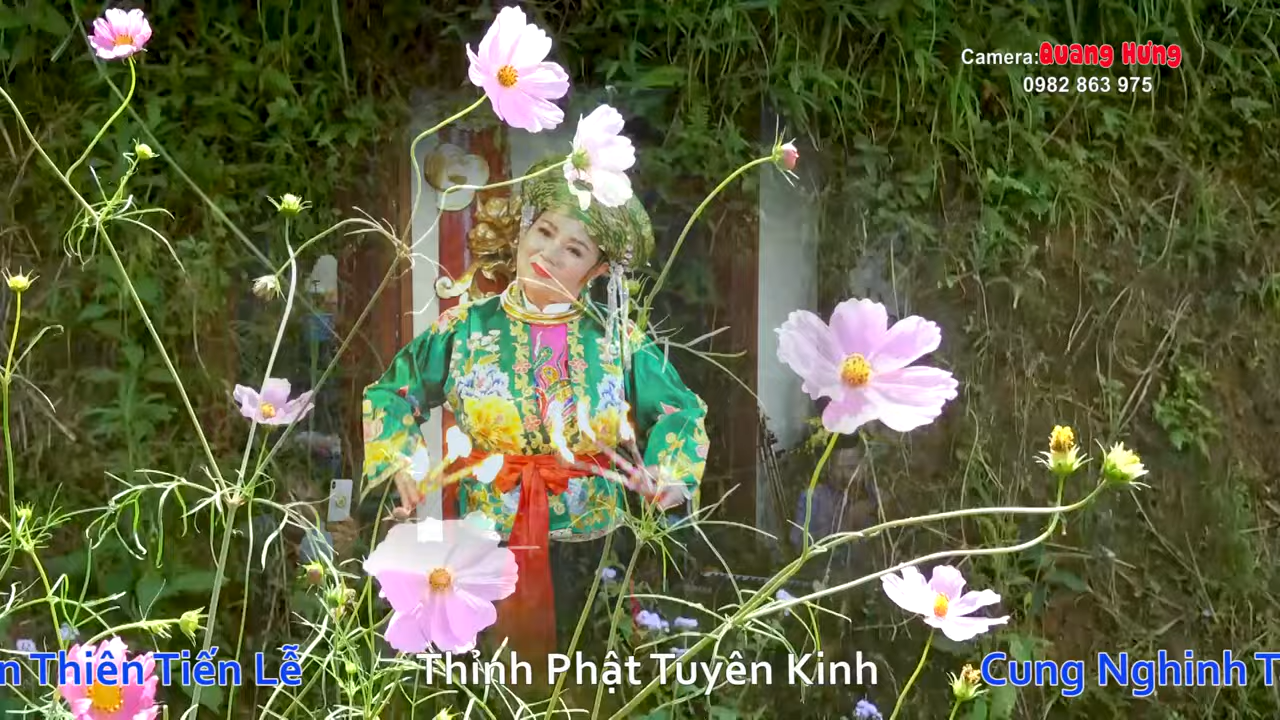 Camera:Quang Hưng
0982 863 975
Thiên Tiến Lễ Thỉnh Phật Tuyên Kinh Cung Nghinh